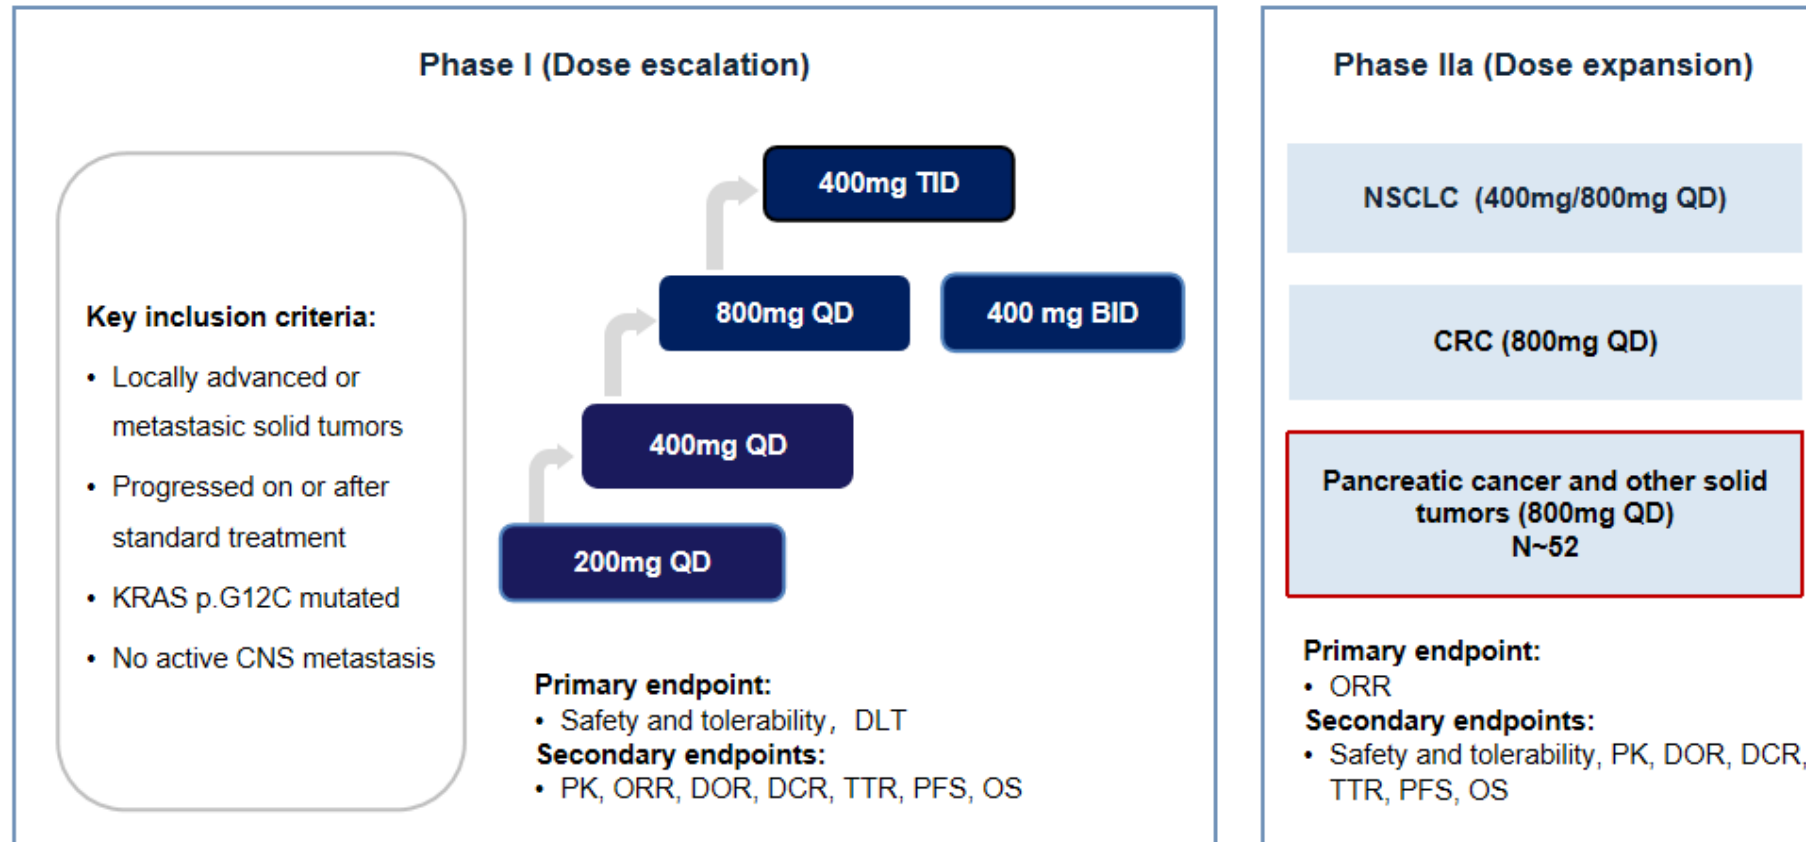 Phase I (Dose escalation)
Key inclusion criteria:
• Locally advanced or
metastasic solid tumors
• Progressed on or after
standard treatment
• KRAS p.G12C mutated
• No active CNS metastasis
400mg TID
800mg QD
400 mg BID
400mg QD
200mg QD
Primary endpoint:
• Safety and tolerability, DLT
Secondary endpoints:
• PK, ORR, DOR, DCR, TTR, PFS, OS
Phase IIa (Dose expansion)
NSCLC (400mg/800mg QD)
CRC (800mg QD)
Pancreatic cancer and other solid
tumors (800mg QD)
N~52
Primary endpoint:
• ORR
Secondary endpoints:
• Safety and tolerability, PK, DOR, DCR,
TTR, PFS, OS